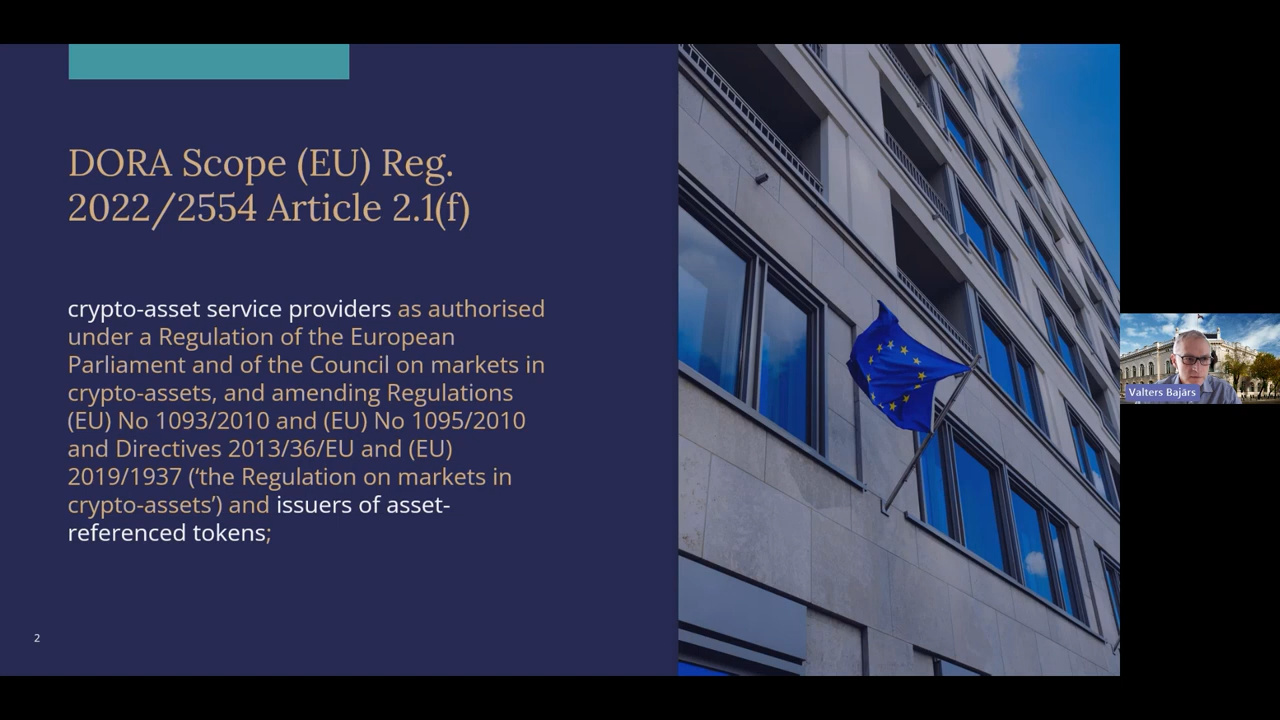 DORA Scope (EU) Reg.
2022/2554 Article 2.1(f)
crypto-asset service providers as authorised
under a Regulation of the European
Parliament and of the Council on markets in
crypto-assets, and amending Regulations
(EU) No 1093/2010 and (EU) No 1095/2010
and Directives 2013/36/EU and (EU)
2019/1937 (‘the Regulation on markets in
crypto-assets’) and issuers of asset-
referenced tokens;
2
Valters Bajārs